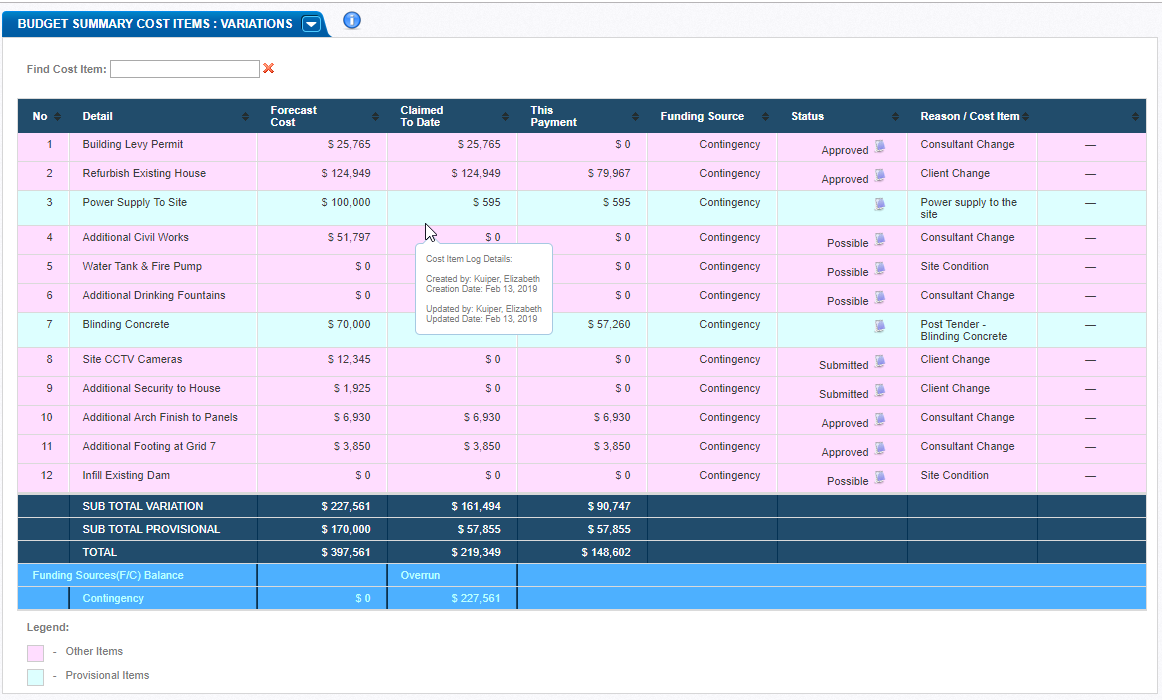 BUDGET SUMMARY COST ITEMS : VARIATIONS
Find Cost Item:
No Detail Forecast Cost Claimed To Date This Payment Funding Source Status Reason / Cost Item
1 Building Levy Permit $ 25,765 $ 25,765 $ 0 Contingency Approved Consultant Change —
2 Refurbish Existing House $ 124,949 $ 124,949 $ 79,967 Contingency Approved Client Change —
3 Power Supply To Site $ 100,000 $ 595 $ 595 Contingency Power supply to the site —
4 Additional Civil Works $ 51,797 $ 0 $ 0 Contingency Possible Consultant Change —
5 Water Tank & Fire Pump $ 0 $ 0 Contingency Possible Site Condition —
6 Additional Drinking Fountains $ 0 $ 0 Contingency Possible Consultant Change —
7 Blinding Concrete $ 70,000 $ 57,260 Contingency Post Tender - Blinding Concrete —
Cost Item Log Details:
Created by: Kuiper, Elizabeth
Creation Date: Feb 13, 2019
Updated by: Kuiper, Elizabeth
Updated Date: Feb 13, 2019
8 Site CCTV Cameras $ 12,345 $ 0 $ 0 Contingency Submitted Client Change —
9 Additional Security to House $ 1,925 $ 0 $ 0 Contingency Submitted Client Change —
10 Additional Arch Finish to Panels $ 6,930 $ 6,930 $ 6,930 Contingency Approved Consultant Change —
11 Additional Footing at Grid 7 $ 3,850 $ 3,850 $ 3,850 Contingency Approved Consultant Change —
12 Infill Existing Dam $ 0 $ 0 $ 0 Contingency Possible Site Condition —
SUB TOTAL VARIATION $ 227,561 $ 161,494 $ 90,747
SUB TOTAL PROVISIONAL $ 170,000 $ 57,855 $ 57,855
TOTAL $ 397,561 $ 219,349 $ 148,602
Funding Sources(F/C) Balance Overrun
Contingency $ 0 $ 227,561
Legend:
- Other Items
- Provisional Items